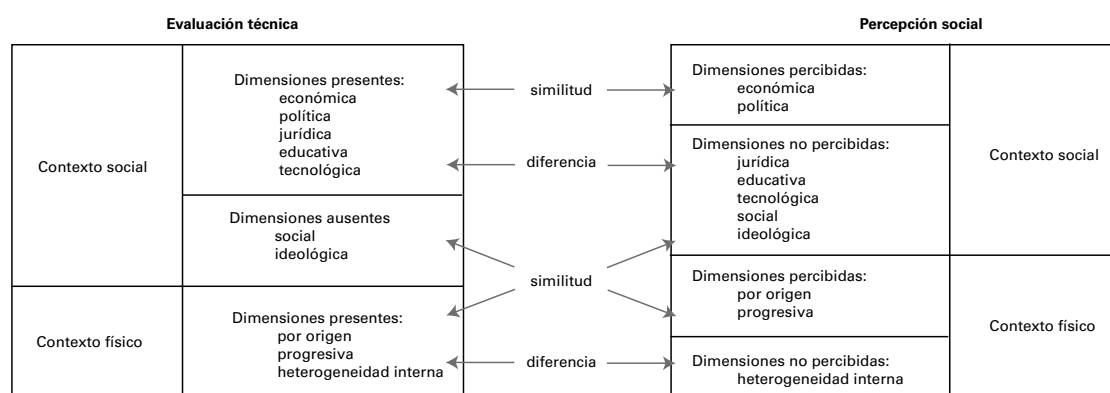 Evaluación técnica
Percepción social
Contexto social
Dimensiones presentes:
económica
política
jurídica
educativa
tecnológica
Dimensiones ausentes
social
ideológica
Contexto físico
Dimensiones presentes:
por origen
progresiva
heterogeneidad interna
similitud
diferencia
similitud
diferencia
Dimensiones percibidas:
económica
política
Dimensiones no percibidas:
jurídica
educativa
tecnológica
social
ideológica
Contexto social
Dimensiones percibidas:
por origen
progresiva
Dimensiones no percibidas:
heterogeneidad interna
Contexto físico